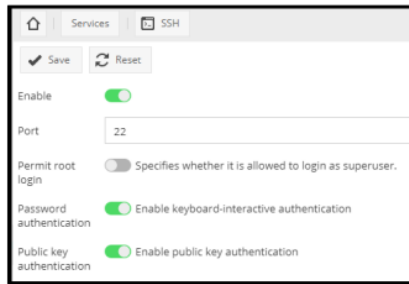 Services SSH
Save Reset
Enable
Port 22
Permit root Specifies whether it is allowed to login as superuser.
login
Password Enable keyboard-interactive authentication
authentication
Public key Enable public key authentication
authentication